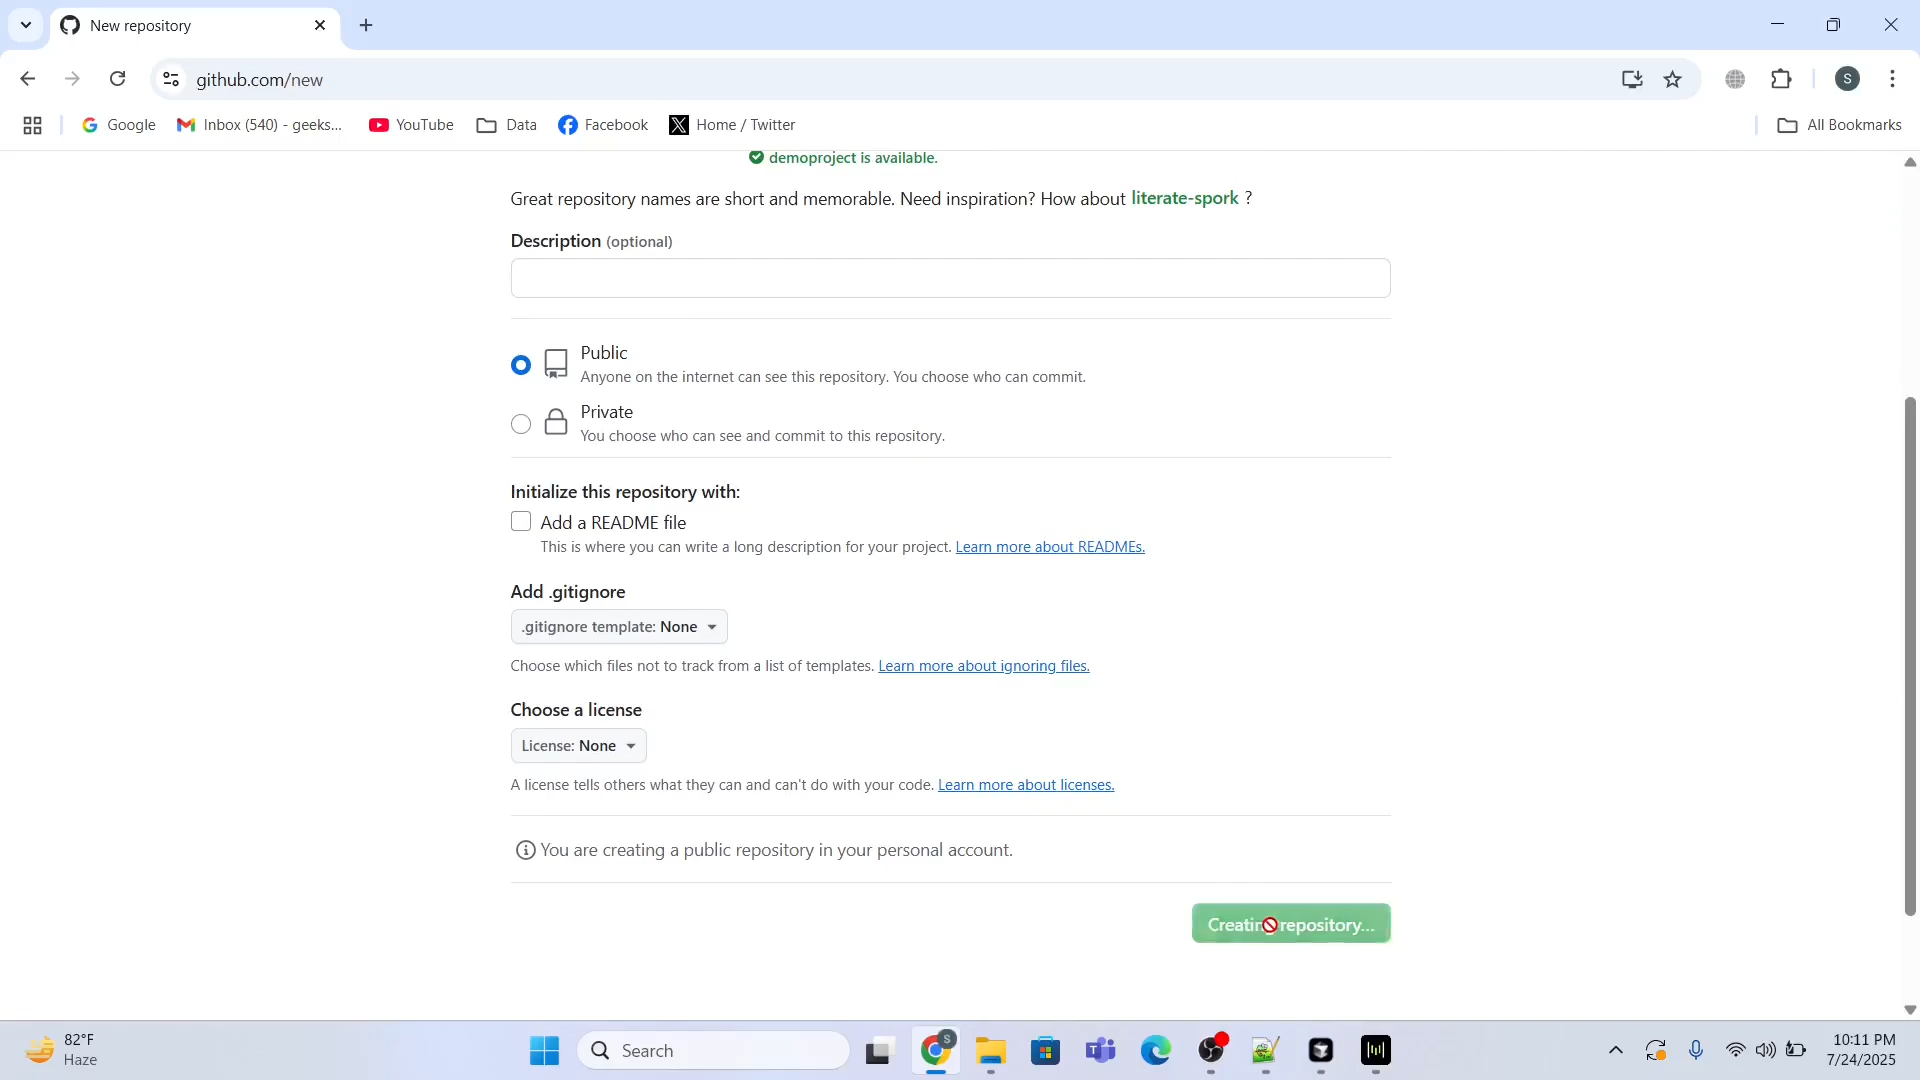 New repository
github.com/new
S
Google
Inbox (540) - geeks...
YouTube
Data
Facebook
Home / Twitter
All Bookmarks
demoproject is available.
Great repository names are short and memorable. Need inspiration? How about literate-spork ?
Description (optional)
Public
Anyone on the internet can see this repository. You choose who can commit.
Private
You choose who can see and commit to this repository.
Initialize this repository with:
Add a README file
This is where you can write a long description for your project. Learn more about READMEs.
Add .gitignore
.gitignore template: None
Choose which files not to track from a list of templates. Learn more about ignoring files.
Choose a license
License: None
A license tells others what they can and can't do with your code. Learn more about licenses.
You are creating a public repository in your personal account.
Creating repository...
82°F
Haze
Search
S
10:11 PM
7/24/2025